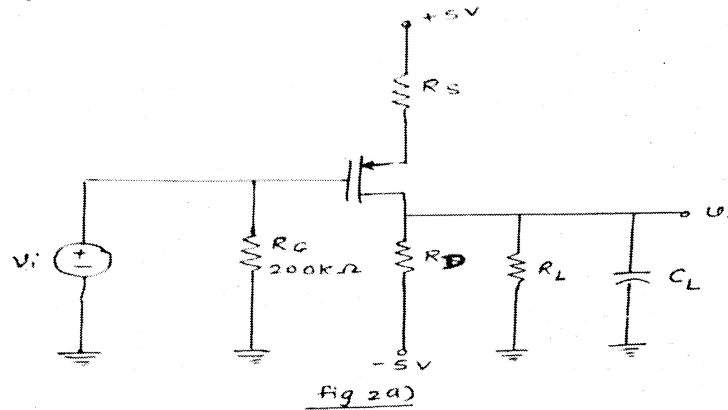 +5V
RS
Vi
+
−
RG
200KΩ
RD
RL
CL
υ.
-5V
fig 2a)